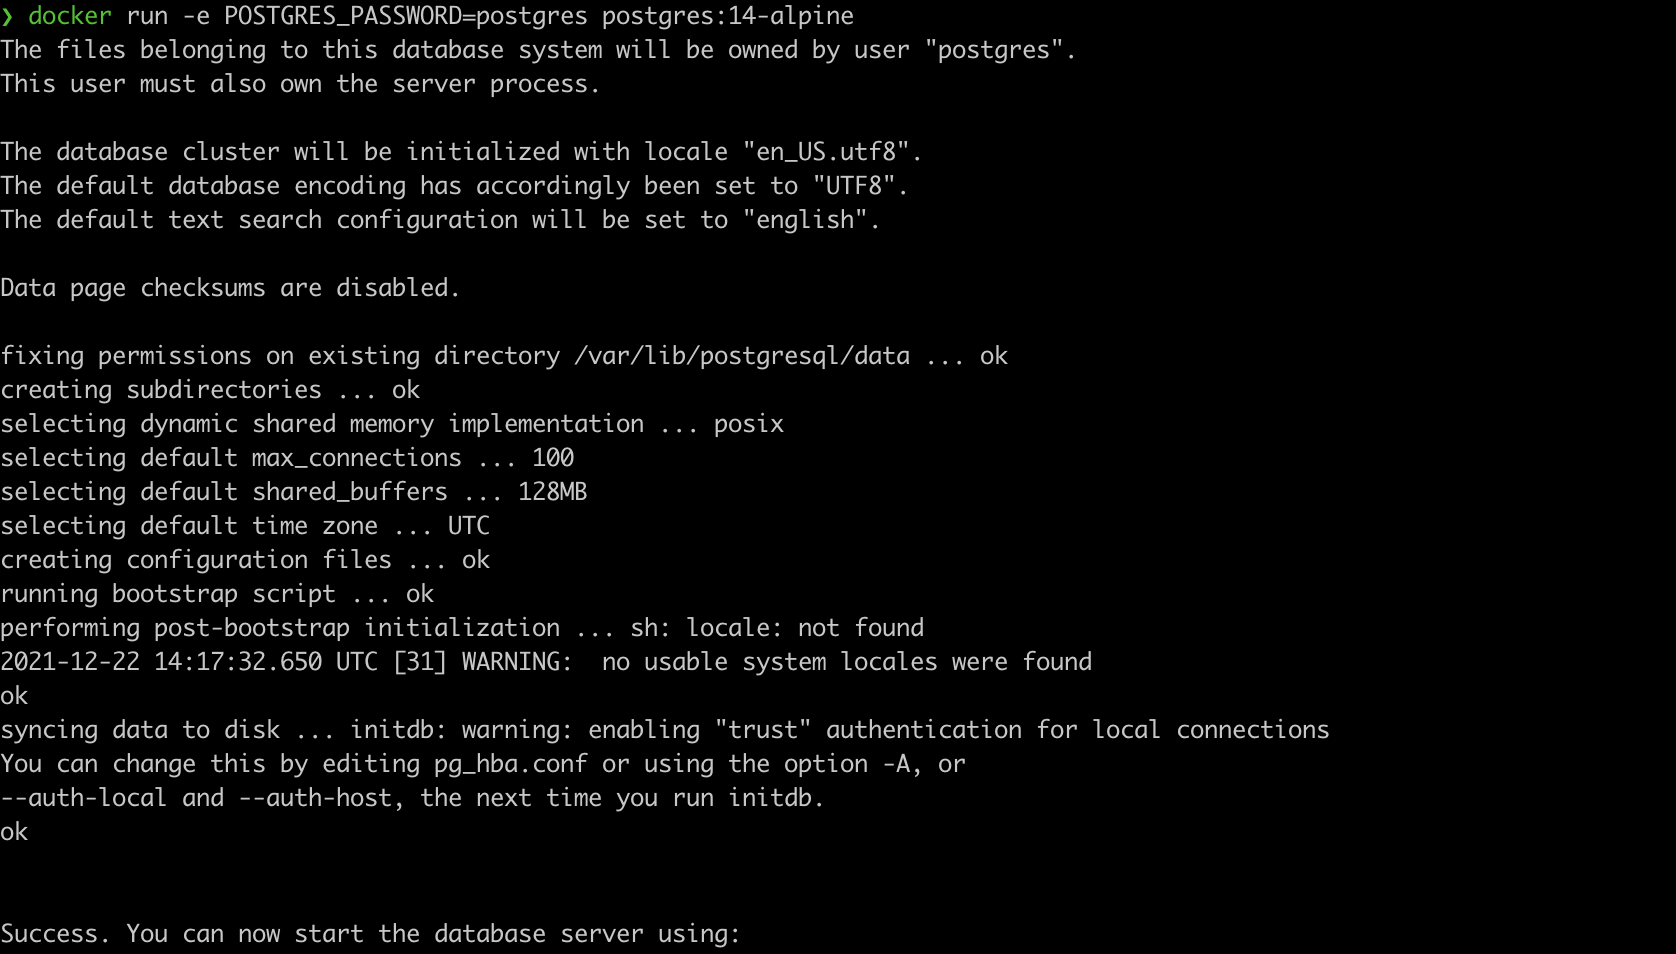 ❯ docker run -e POSTGRES_PASSWORD=postgres postgres:14-alpine
The files belonging to this database system will be owned by user "postgres".
This user must also own the server process.

The database cluster will be initialized with locale "en_US.utf8".
The default database encoding has accordingly been set to "UTF8".
The default text search configuration will be set to "english".

Data page checksums are disabled.

fixing permissions on existing directory /var/lib/postgresql/data ... ok
creating subdirectories ... ok
selecting dynamic shared memory implementation ... posix
selecting default max_connections ... 100
selecting default shared_buffers ... 128MB
selecting default time zone ... UTC
creating configuration files ... ok
running bootstrap script ... ok
performing post-bootstrap initialization ... sh: locale: not found
2021-12-22 14:17:32.650 UTC [31] WARNING:  no usable system locales were found
ok
syncing data to disk ... initdb: warning: enabling "trust" authentication for local connections
You can change this by editing pg_hba.conf or using the option -A, or
--auth-local and --auth-host, the next time you run initdb.
ok


Success. You can now start the database server using: